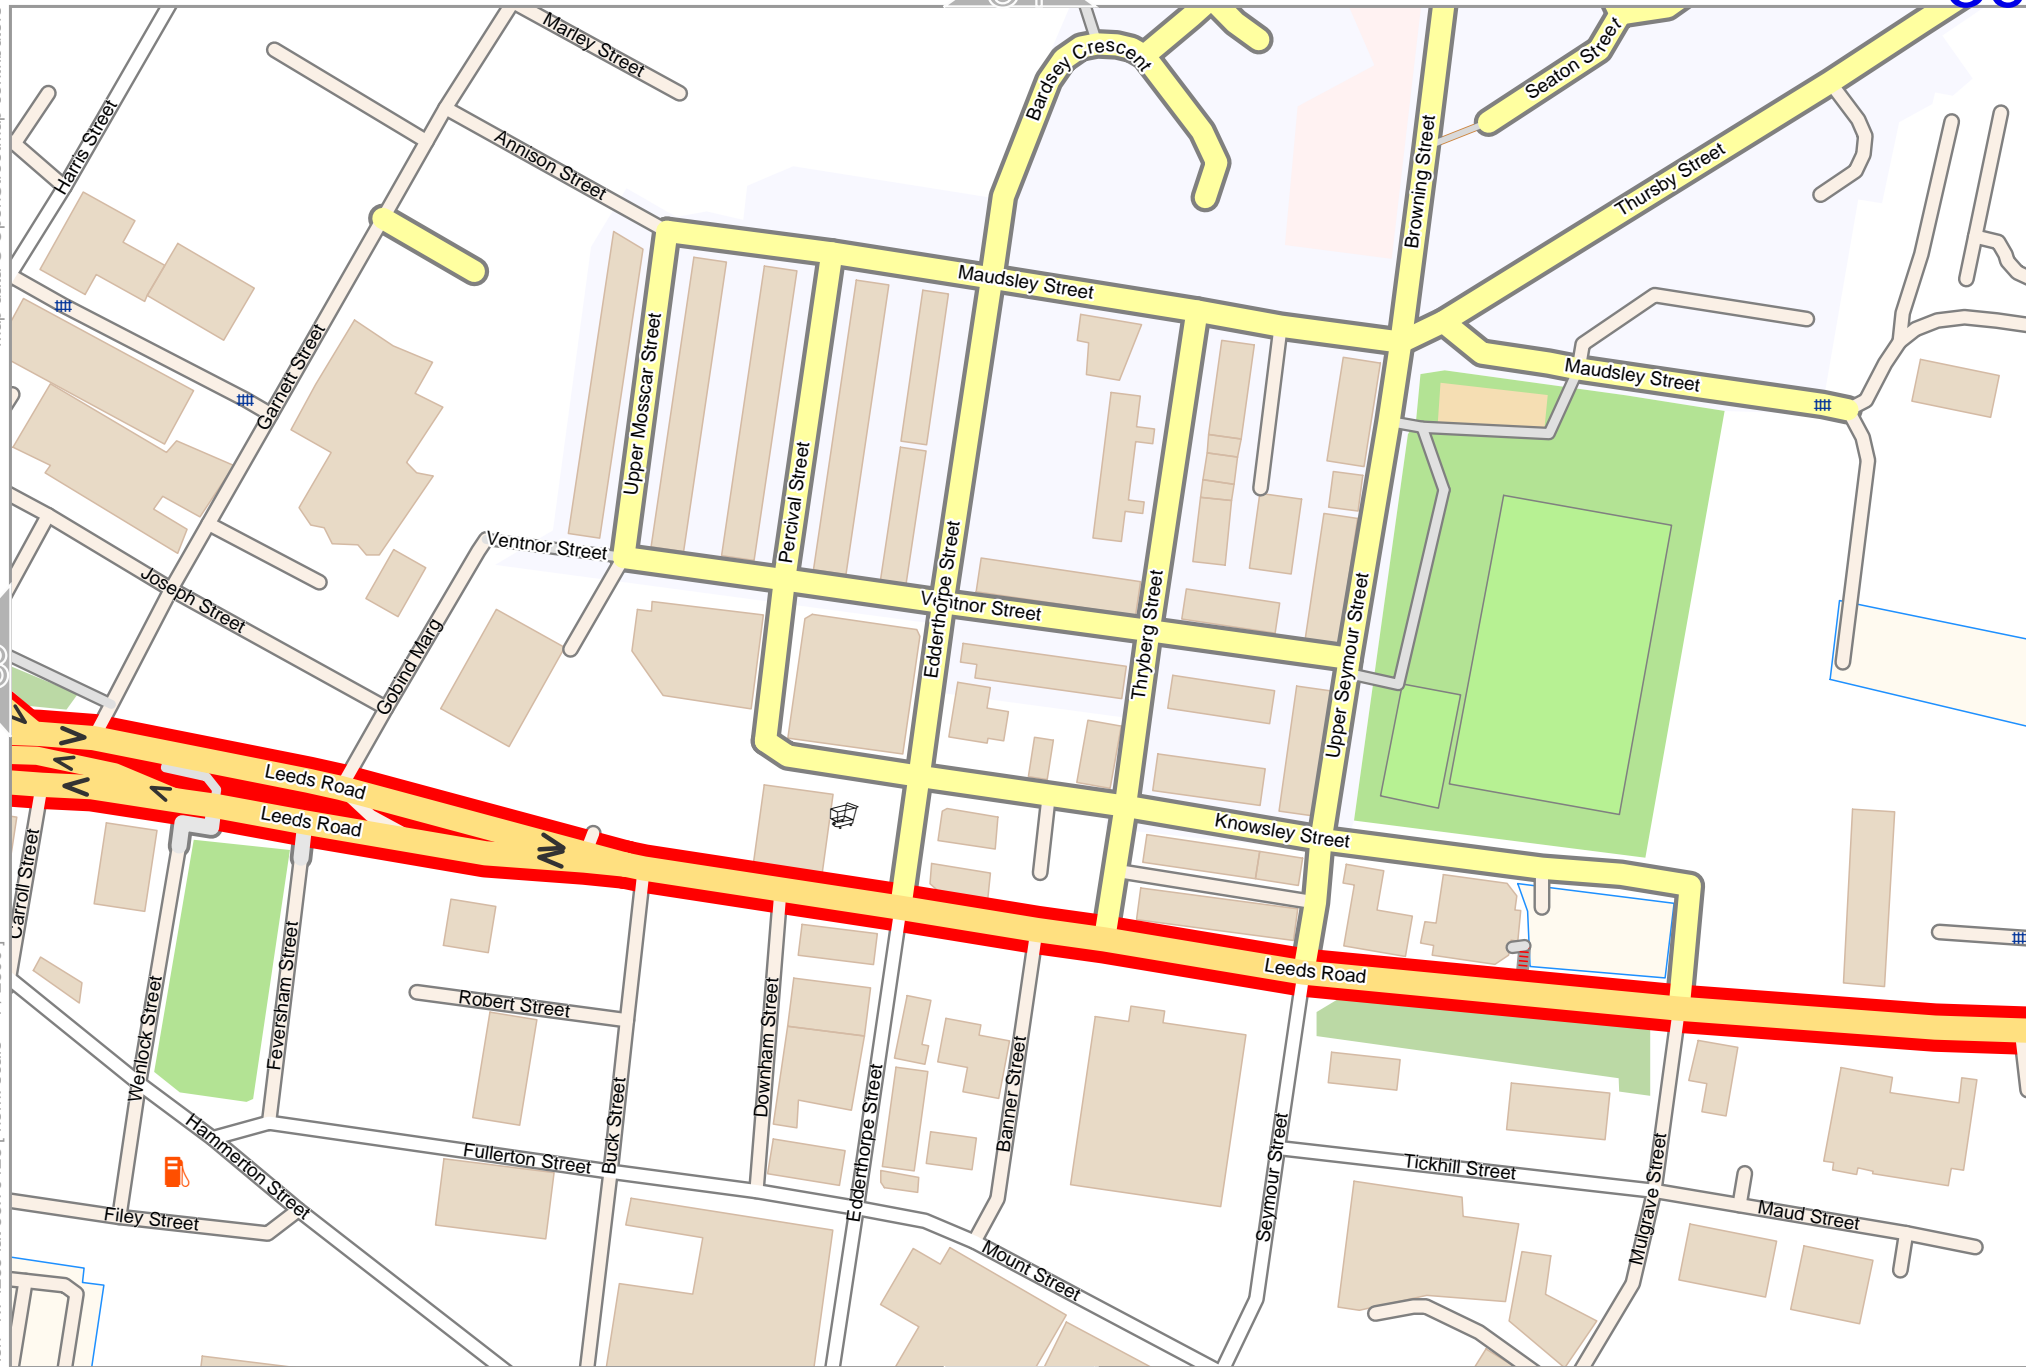 Marley Street
Bardsey Crescent
Seaton Street
Harris Street
Annison Street
Browning Street
Thursby Street
Maudsley Street
Garnett Street
Upper Mosscar Street
Maudsley Street
Percival Street
Ventnor Street
Edderthorpe Street
Joseph Street
Ventnor Street
Thryberg Street
Upper Seymour Street
Gobind Marg
Leeds Road
Leeds Road
Knowsley Street
Carroll Street
Leeds Road
Wenlock Street
Feversham Street
Robert Street
Downham Street
Banner Street
Edderthorpe Street
Buck Street
Hammerton Street
Fullerton Street
Seymour Street
Tickhill Street
Mulgrave Street
Maud Street
Filey Street
Mount Street